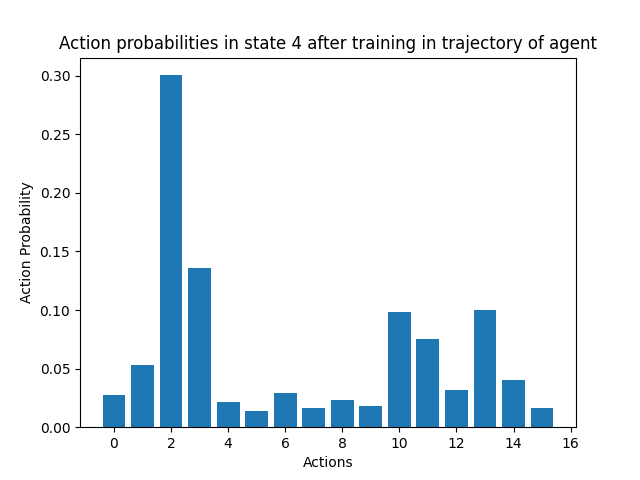 Action probabilities in state 4 after training in trajectory of agent
0.30
0.25
0.20
0.15
0.10
0.05
0.00
Action Probability
0 2 4 6 8 10 12 14 16
Actions